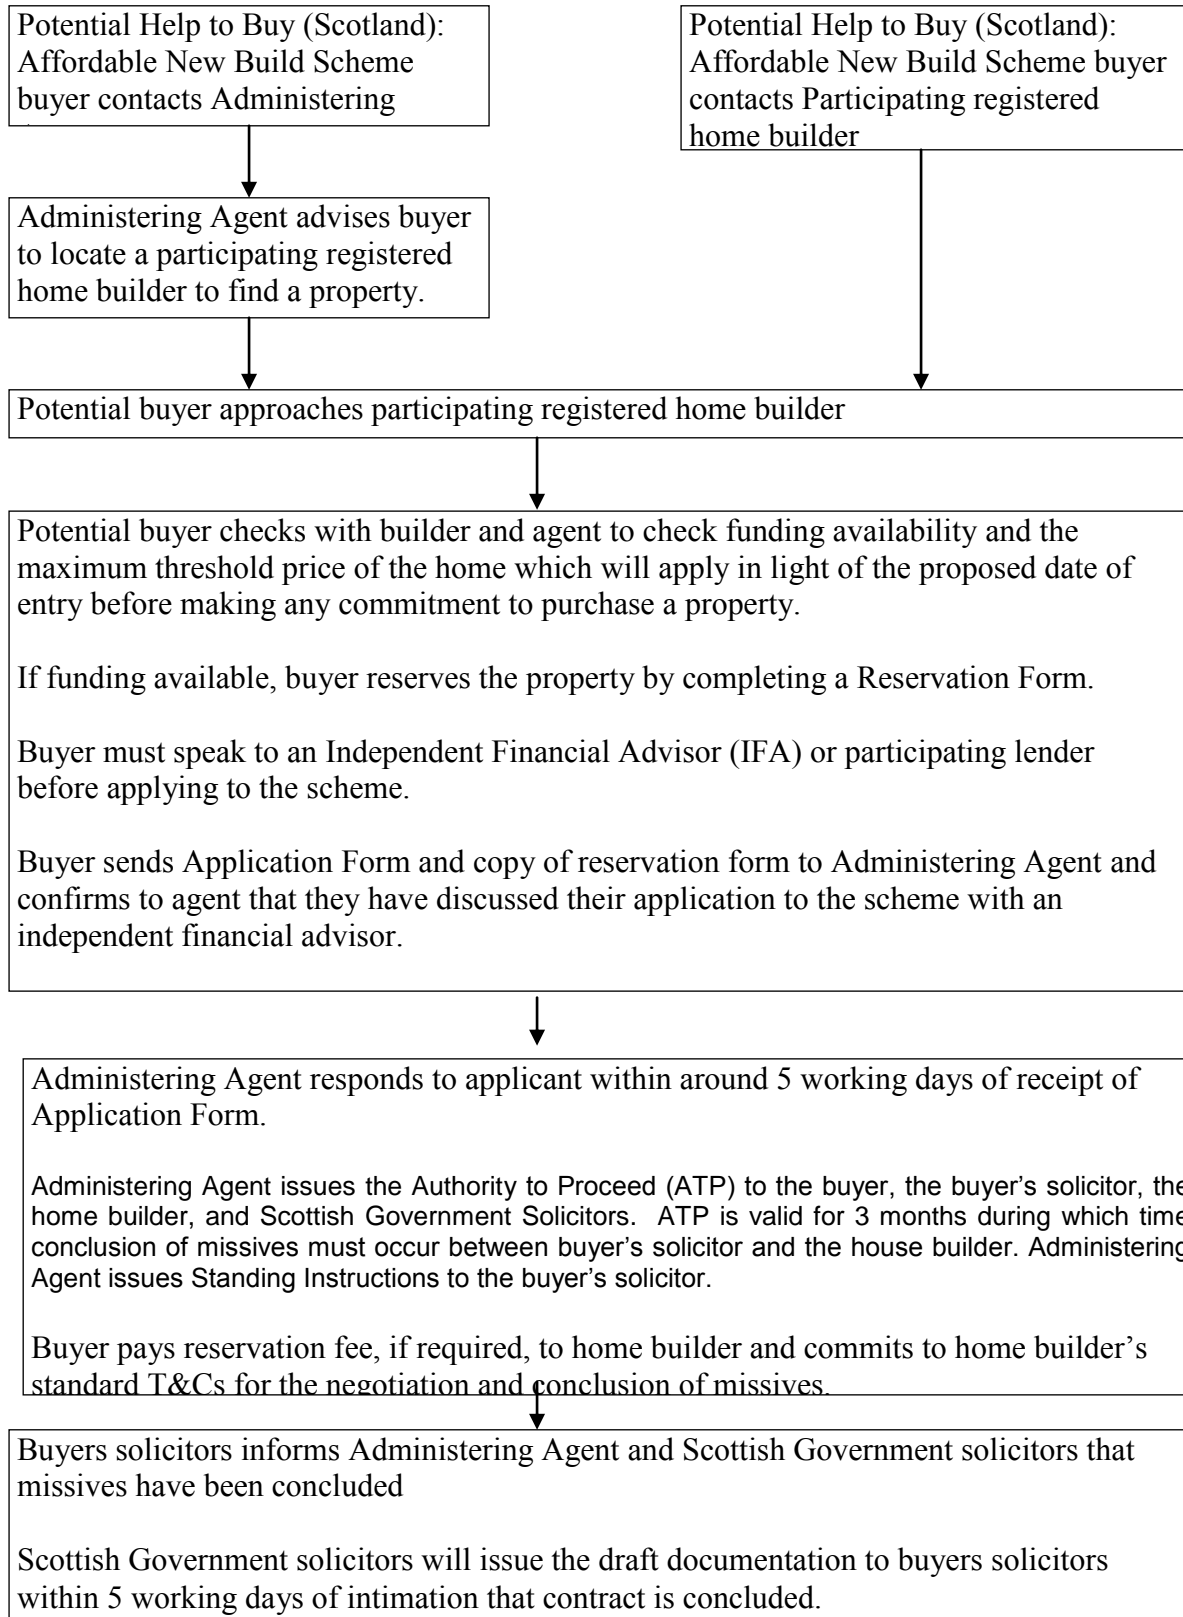 Potential Help to Buy (Scotland):
Affordable New Build Scheme
buyer contacts Administering
Potential Help to Buy (Scotland):
Affordable New Build Scheme buyer
contacts Participating registered
home builder
Administering Agent advises buyer
to locate a participating registered
home builder to find a property.
Potential buyer approaches participating registered home builder
Potential buyer checks with builder and agent to check funding availability and the
maximum threshold price of the home which will apply in light of the proposed date of
entry before making any commitment to purchase a property.
If funding available, buyer reserves the property by completing a Reservation Form.
Buyer must speak to an Independent Financial Advisor (IFA) or participating lender
before applying to the scheme.
Buyer sends Application Form and copy of reservation form to Administering Agent and
confirms to agent that they have discussed their application to the scheme with an
independent financial advisor.
Administering Agent responds to applicant within around 5 working days of receipt of
Application Form.
Administering Agent issues the Authority to Proceed (ATP) to the buyer, the buyer's solicitor, the
home builder, and Scottish Government Solicitors. ATP is valid for 3 months during which time
conclusion of missives must occur between buyer's solicitor and the house builder. Administering
Agent issues Standing Instructions to the buyer's solicitor.
Buyer pays reservation fee, if required, to home builder and commits to home builder's
standard T&Cs for the negotiation and conclusion of missives.
Buyers solicitors informs Administering Agent and Scottish Government solicitors that
missives have been concluded
Scottish Government solicitors will issue the draft documentation to buyers solicitors
within 5 working days of intimation that contract is concluded.